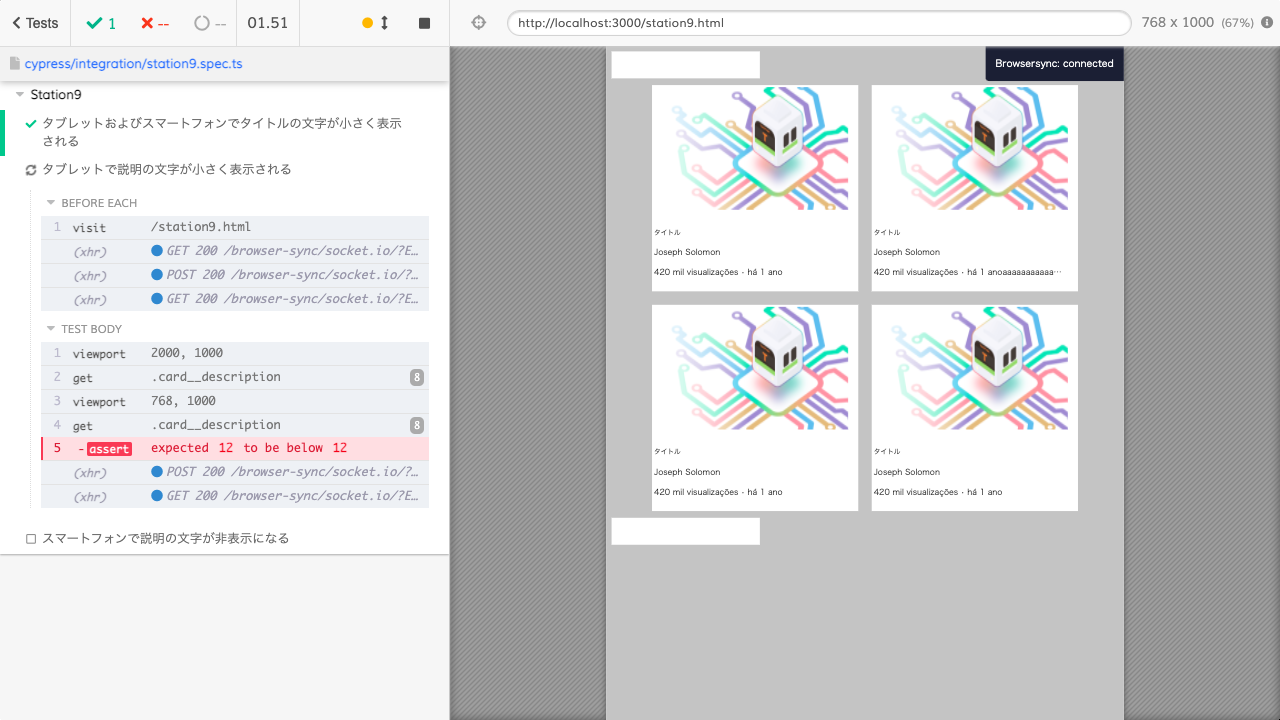 Tests
1
--
--
01.51
http://localhost:3000/station9.html
768 x 1000 (67%)
cypress/integration/station9.spec.ts
Station9
タブレットおよびスマートフォンでタイトルの文字が小さく表示
される
タブレットで説明の文字が小さく表示される
BEFORE EACH
1 visit /station9.html
(xhr) GET 200 /browser-sync/socket.io/?E…
(xhr) POST 200 /browser-sync/socket.io/?…
(xhr) GET 200 /browser-sync/socket.io/?E…
TEST BODY
1 viewport 2000, 1000
2 get .card__description 8
3 viewport 768, 1000
4 get .card__description 8
5 -assert expected 12 to be below 12
(xhr) POST 200 /browser-sync/socket.io/?…
(xhr) GET 200 /browser-sync/socket.io/?E…
スマートフォンで説明の文字が非表示になる
Browsersync: connected
タイトル
Joseph Solomon
420 mil visualizações · há 1 ano
タイトル
Joseph Solomon
420 mil visualizações · há 1 anoaaaaaaaaaaa…
タイトル
Joseph Solomon
420 mil visualizações · há 1 ano
タイトル
Joseph Solomon
420 mil visualizações · há 1 ano